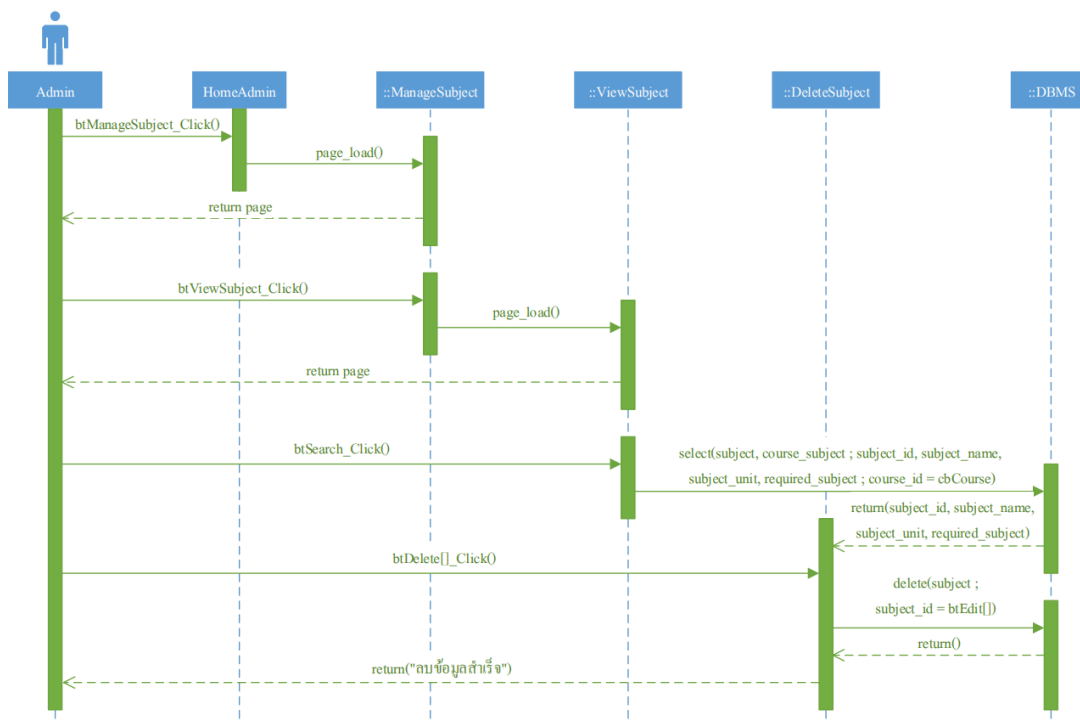 Admin
HomeAdmin
::ManageSubject
::ViewSubject
::DeleteSubject
::DBMS
btManageSubject_Click()
page_load()
return page
btViewSubject_Click()
page_load()
return page
btSearch_Click()
select(subject, course_subject ; subject_id, subject_name,
subject_unit, required_subject ; course_id = cbCourse)
return(subject_id, subject_name,
subject_unit, required_subject)
btDelete[]_Click()
delete(subject ;
subject_id = btEdit[])
return()
return("ลบข้อมูลสำเร็จ")